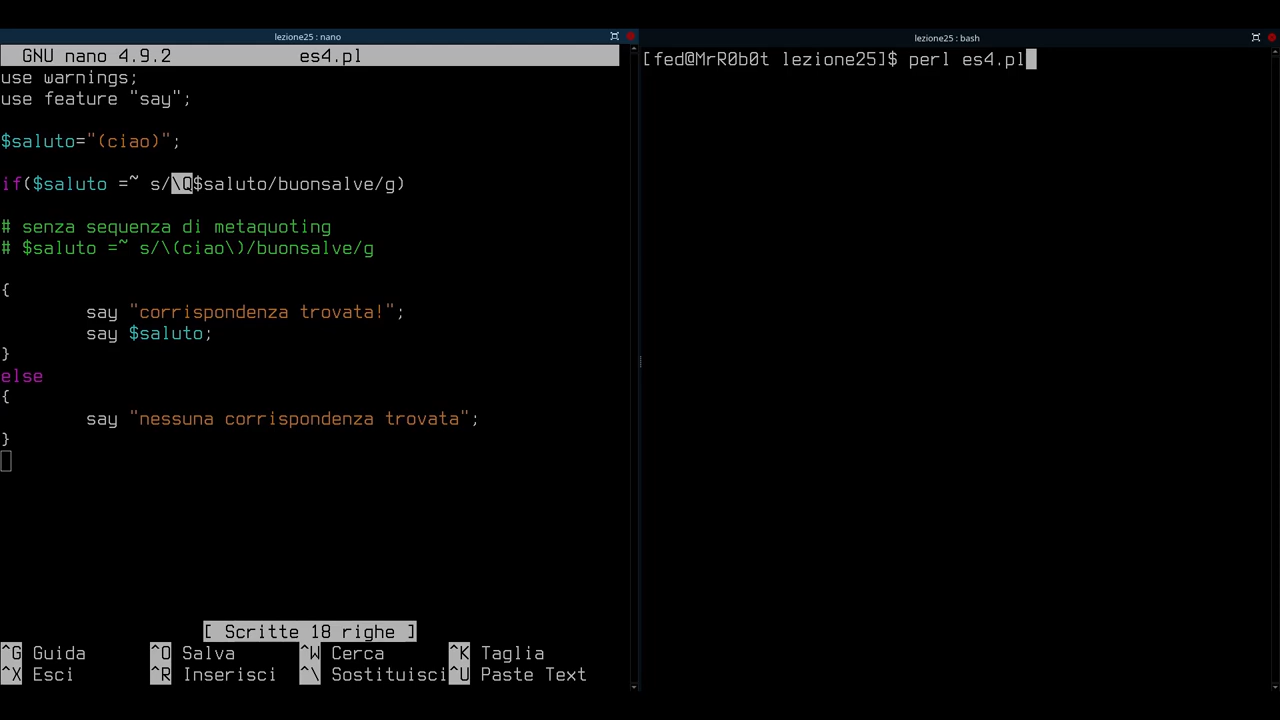 lezione25 : nano
GNU nano 4.9.2 es4.pl
use warnings;
use feature "say";
$saluto="(ciao)";
if($saluto =~ s/\Q$saluto/buonsalve/g)
# senza sequenza di metaquoting
# $saluto =~ s/\(ciao\)/buonsalve/g
{
say "corrispondenza trovata!";
say $saluto;
}
else
{
say "nessuna corrispondenza trovata";
}
[ Scritte 18 righe ]
^G Guida ^O Salva ^W Cerca ^K Taglia
^X Esci ^R Inserisci ^\ Sostituisci ^U Paste Text
lezione25 : bash
[fed@MrR0b0t lezione25]$ perl es4.pl